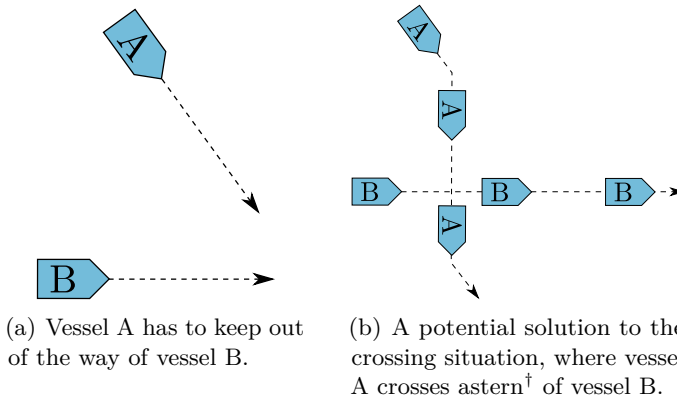 A
A
A
B
B
B
B
A
(a) Vessel A has to keep out
of the way of vessel B.
(b) A potential solution to the
crossing situation, where vesse
A crosses astern† of vessel B.